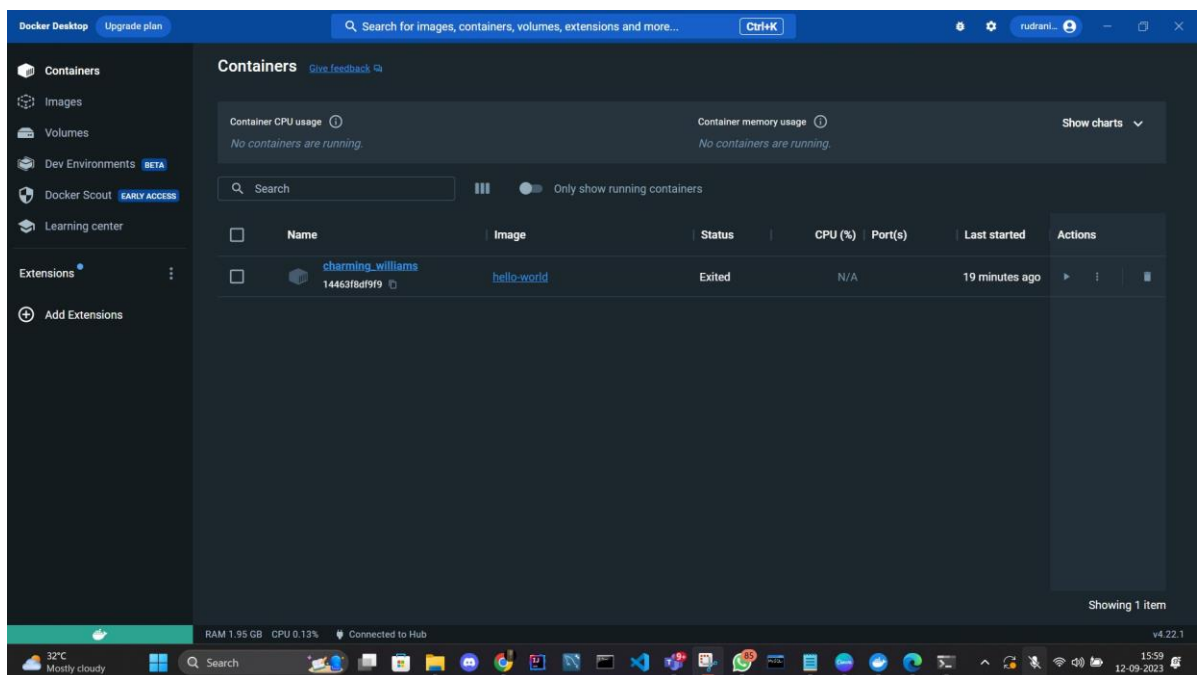 Docker Desktop Upgrade plan Search for images, containers, volumes, extensions and more... Ctrl+K rudrani...
Containers
Images
Volumes
Dev Environments BETA
Docker Scout EARLY ACCESS
Learning center
Extensions
Add Extensions
Containers Give feedback
Container CPU usage
No containers are running.
Container memory usage
No containers are running.
Show charts
Search Only show running containers
Name Image Status CPU (%) Port(s) Last started Actions
charming_williams hello-world Exited N/A 19 minutes ago
14463f8df9f9
Showing 1 item
RAM 1.95 GB CPU 0.13% Connected to Hub v4.22.1
32°C
Mostly cloudy
Search
9+
85
15:59
12-09-2023